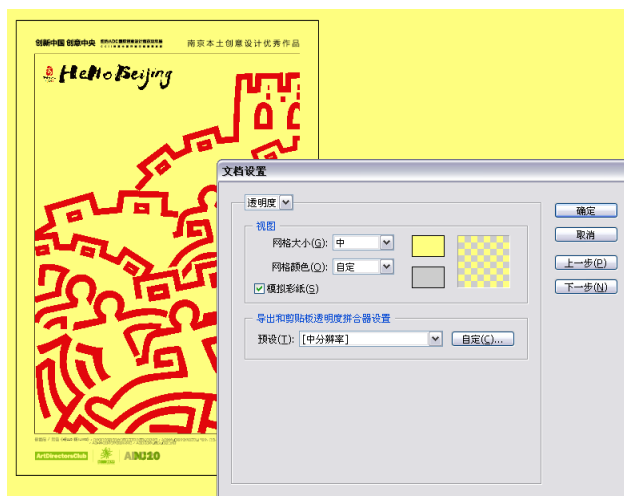 创新中国 创意中央
南京本土创意设计优秀作品
Hello Beijing
ArtDirectorsClub
AINJ20
文档设置
透明度
视图
网格大小(G): 中
网格颜色(O): 自定
模拟彩纸(S)
导出和剪贴板透明度拼合器设置
预设(T): [中分辨率] 自定(C)...
确定
取消
上一步(P)
下一步(N)